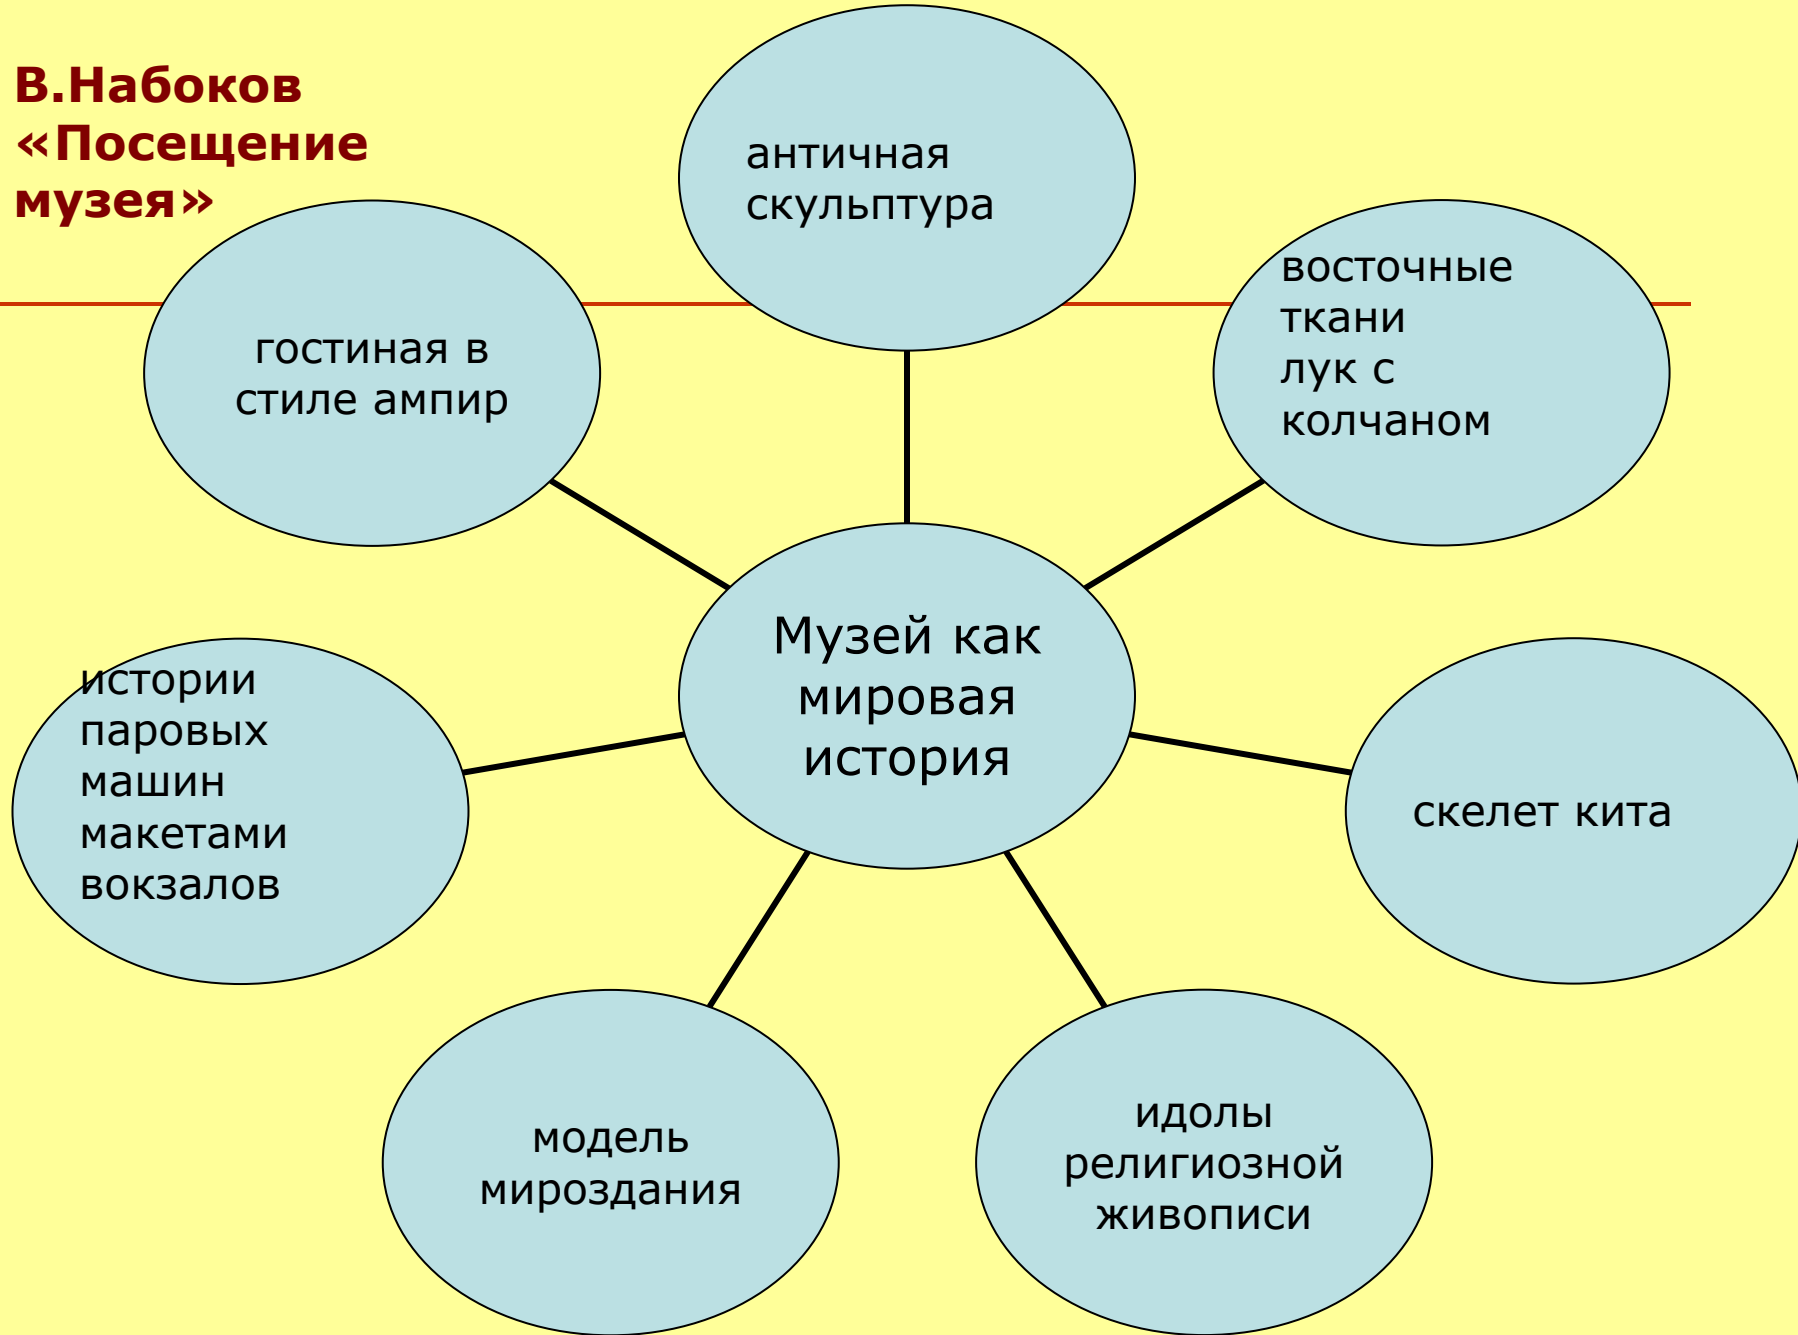 В.Набоков
«Посещение
музея»
античная
скульптура
восточные
ткани
лук с
колчаном
гостиная в
стиле ампир
Музей как
мировая
история
истории
паровых
машин
макетами
вокзалов
скелет кита
модель
мироздания
идолы
религиозной
живописи